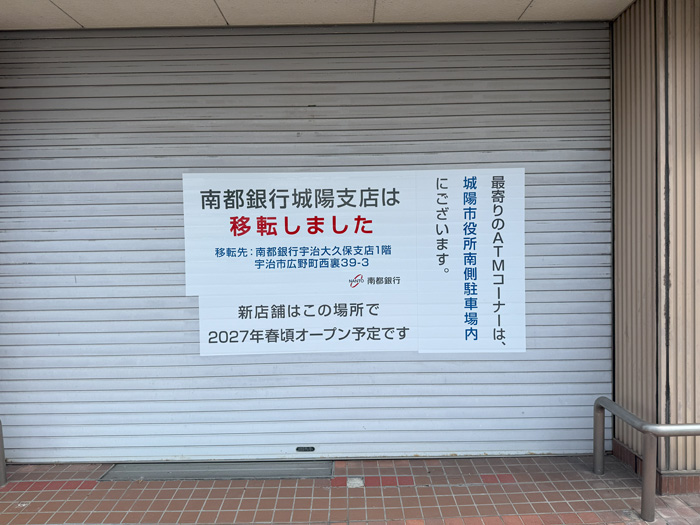 南都銀行城陽支店は
移転しました
移転先：南都銀行宇治大久保支店1階
宇治市広野町西裏39-3
NANTO 南都銀行
新店舗はこの場所で
2027年春頃オープン予定です
最寄りのATMコーナーは、
城陽市役所南側駐車場内
にございます。